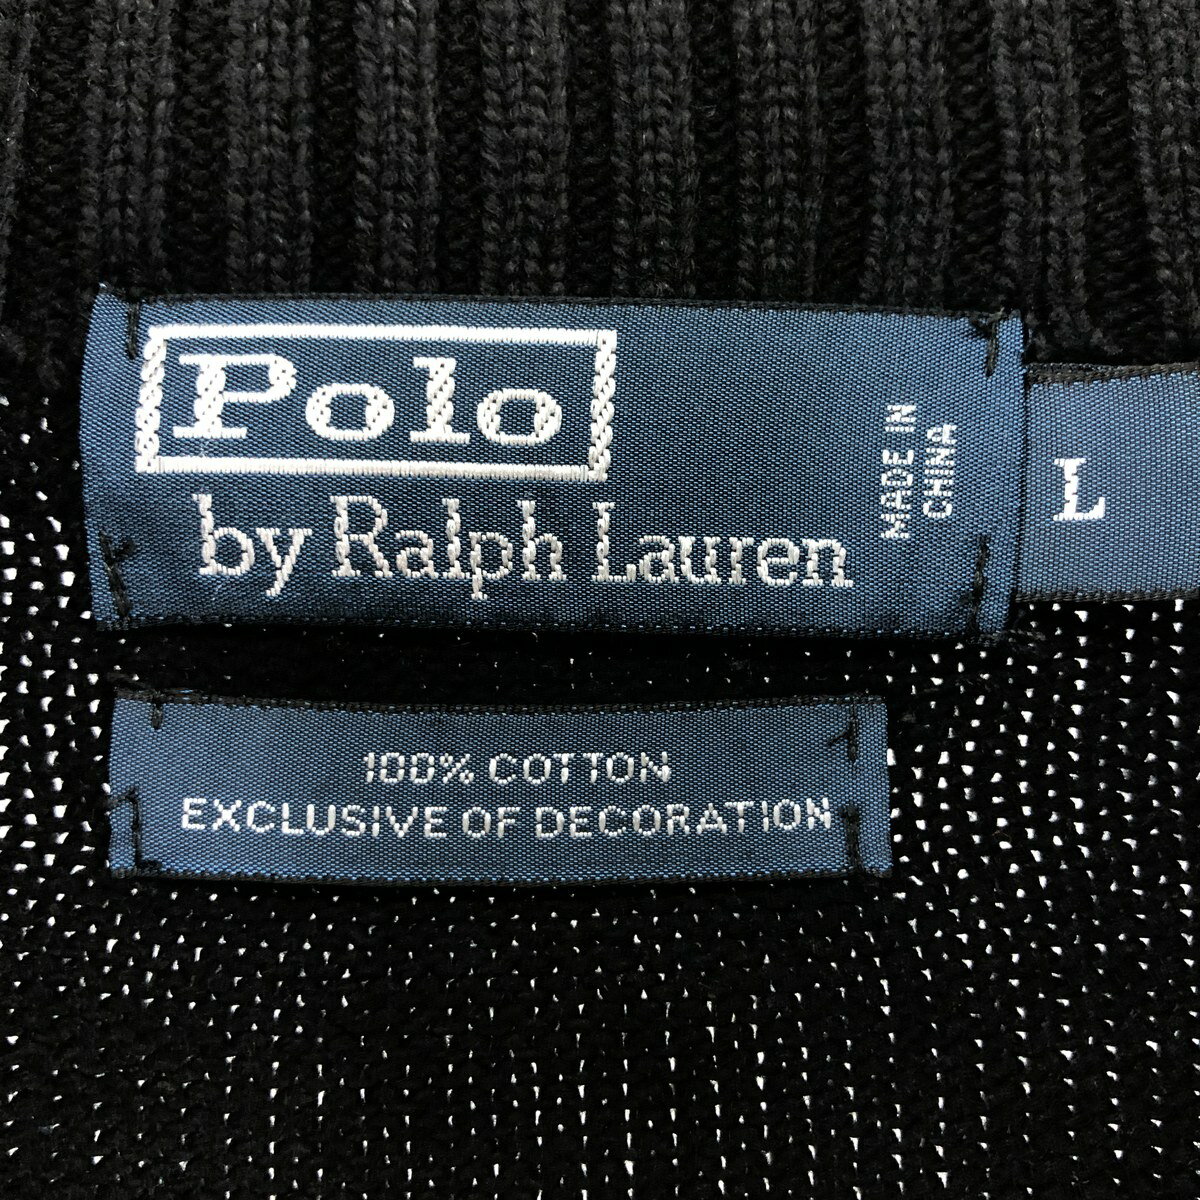 Polo
by Ralph Lauren
MADE IN
CHINA
L
100% COTTON
EXCLUSIVE OF DECORATION